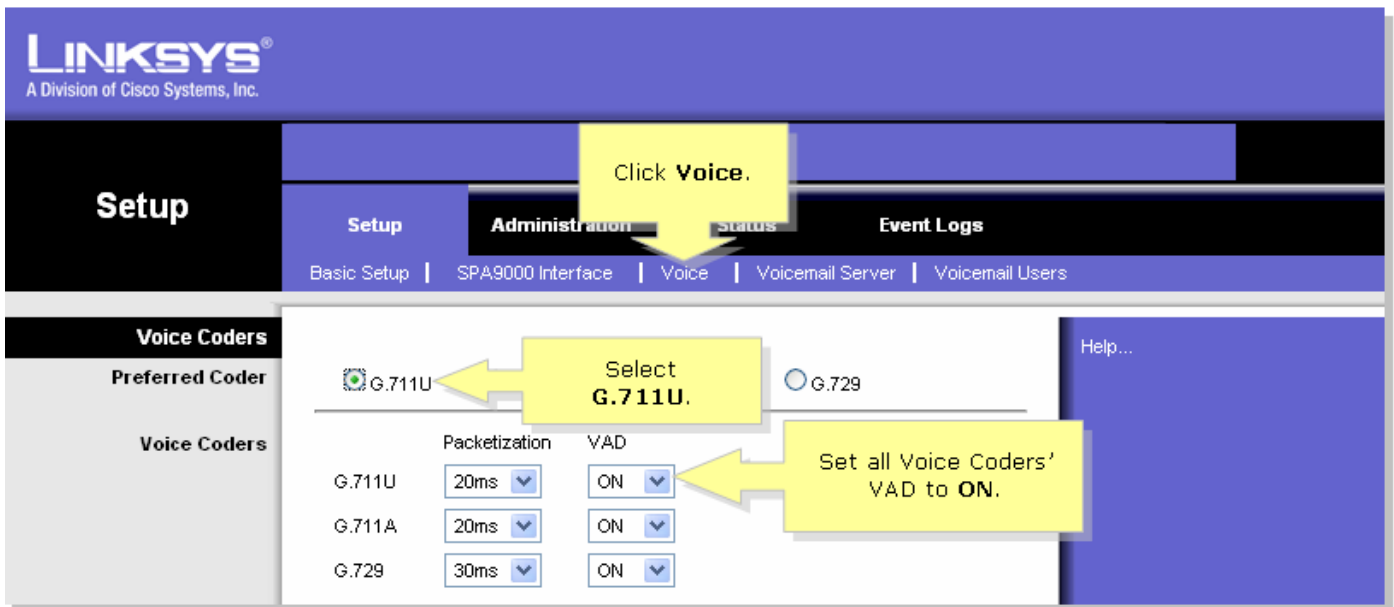 LINKSYS®
A Division of Cisco Systems, Inc.
Click Voice.
Setup
Setup Administration Status Event Logs
Basic Setup | SPA9000 Interface | Voice | Voicemail Server | Voicemail Users
Voice Coders
Help...
Preferred Coder
G.711U
Select
G.711U.
G.729
Voice Coders
Packetization VAD
G.711U 20ms ON
Set all Voice Coders’
VAD to ON.
G.711A 20ms ON
G.729 30ms ON